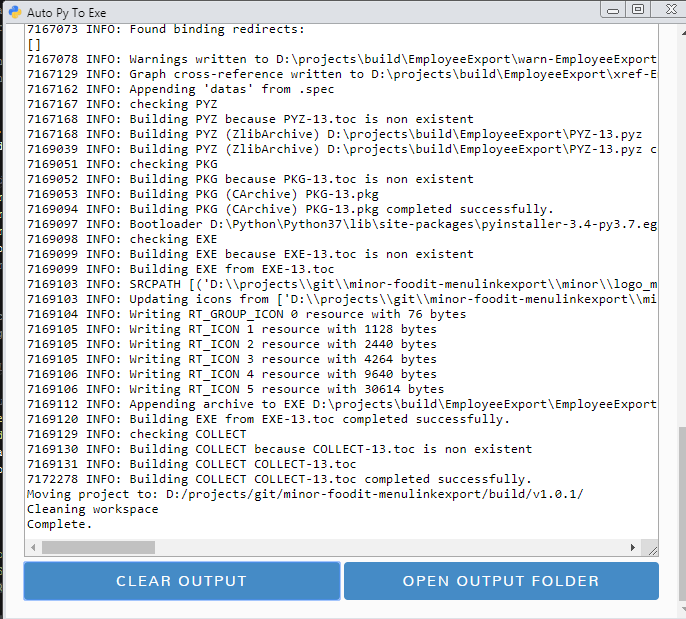 Auto Py To Exe
7167073 INFO: Found binding redirects:
[]
7167078 INFO: Warnings written to D:\projects\build\EmployeeExport\warn-EmployeeExport
7167129 INFO: Graph cross-reference written to D:\projects\build\EmployeeExport\xref-E
7167162 INFO: Appending 'datas' from .spec
7167167 INFO: checking PYZ
7167168 INFO: Building PYZ because PYZ-13.toc is non existent
7167168 INFO: Building PYZ (ZlibArchive) D:\projects\build\EmployeeExport\PYZ-13.pyz
7169039 INFO: Building PYZ (ZlibArchive) D:\projects\build\EmployeeExport\PYZ-13.pyz c
7169051 INFO: checking PKG
7169052 INFO: Building PKG because PKG-13.toc is non existent
7169053 INFO: Building PKG (CArchive) PKG-13.pkg
7169094 INFO: Building PKG (CArchive) PKG-13.pkg completed successfully.
7169097 INFO: Bootloader D:\Python\Python37\lib\site-packages\pyinstaller-3.4-py3.7.eg
7169098 INFO: checking EXE
7169099 INFO: Building EXE because EXE-13.toc is non existent
7169099 INFO: Building EXE from EXE-13.toc
7169103 INFO: SRCPATH [('D:\\projects\\git\\minor-foodit-menulinkexport\\minor\\logo_m
7169103 INFO: Updating icons from ['D:\\projects\\git\\minor-foodit-menulinkexport\\mi
7169104 INFO: Writing RT_GROUP_ICON 0 resource with 76 bytes
7169105 INFO: Writing RT_ICON 1 resource with 1128 bytes
7169105 INFO: Writing RT_ICON 2 resource with 2440 bytes
7169105 INFO: Writing RT_ICON 3 resource with 4264 bytes
7169106 INFO: Writing RT_ICON 4 resource with 9640 bytes
7169106 INFO: Writing RT_ICON 5 resource with 30614 bytes
7169112 INFO: Appending archive to EXE D:\projects\build\EmployeeExport\EmployeeExport
7169120 INFO: Building EXE from EXE-13.toc completed successfully.
7169129 INFO: checking COLLECT
7169130 INFO: Building COLLECT because COLLECT-13.toc is non existent
7169131 INFO: Building COLLECT COLLECT-13.toc
7172278 INFO: Building COLLECT COLLECT-13.toc completed successfully.
Moving project to: D:/projects/git/minor-foodit-menulinkexport/build/v1.0.1/
Cleaning workspace
Complete.
CLEAR OUTPUT
OPEN OUTPUT FOLDER